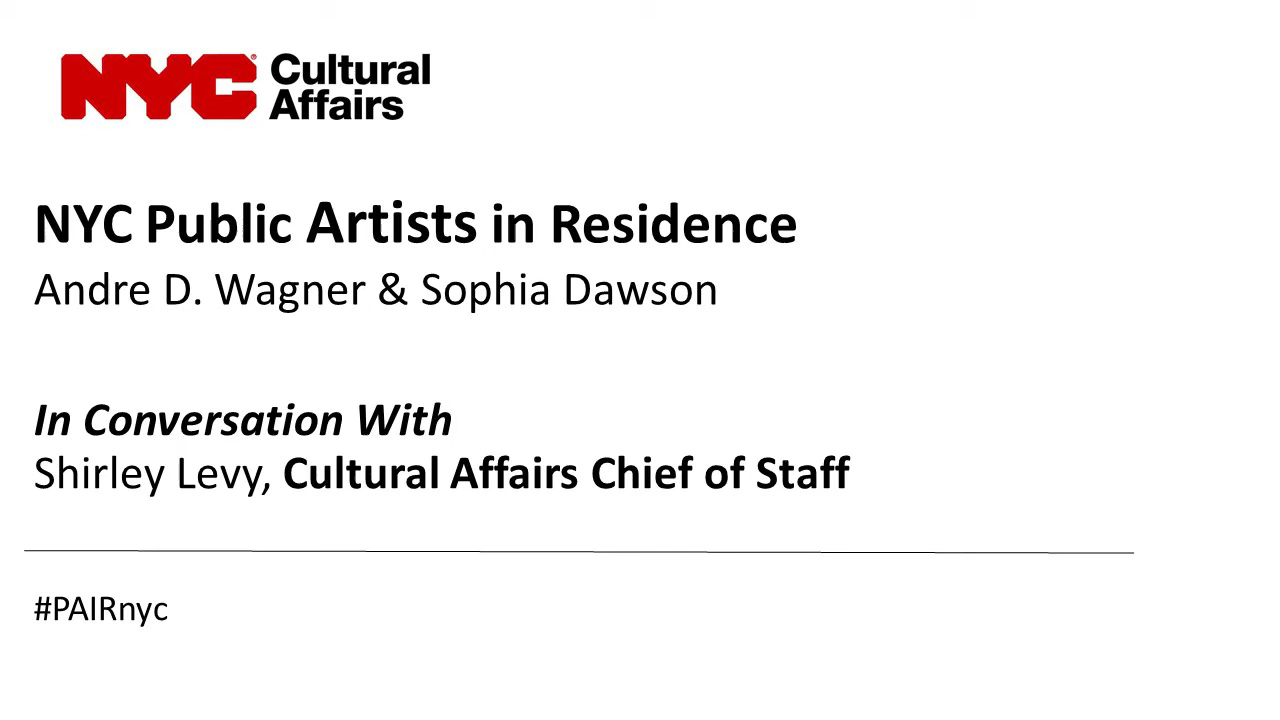 NYC® Cultural
Affairs
NYC Public Artists in Residence
Andre D. Wagner & Sophia Dawson
In Conversation With
Shirley Levy, Cultural Affairs Chief of Staff
#PAIRnyc